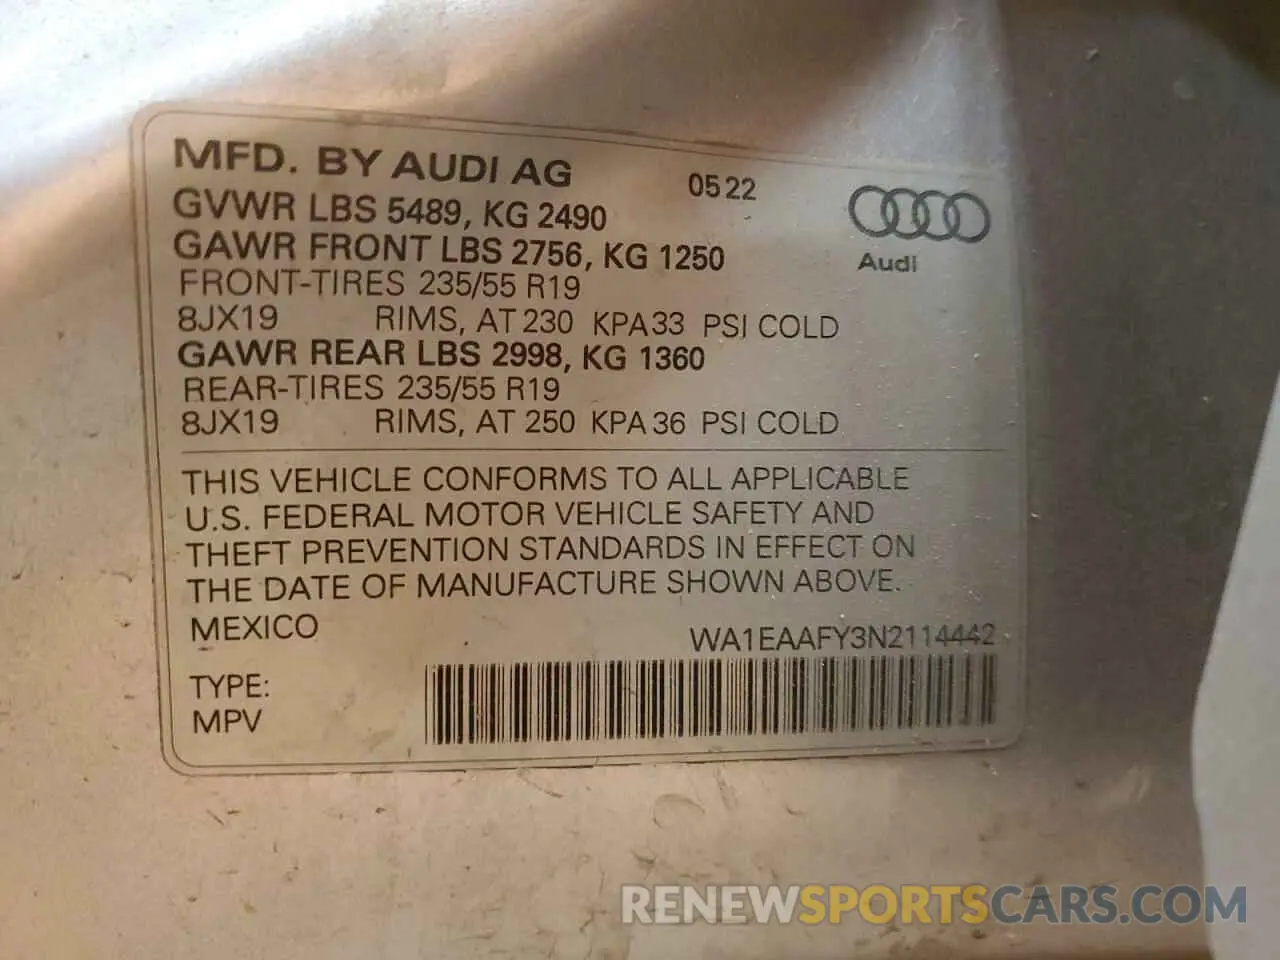 MFD. BY AUDI AG 05 22
GVWR LBS 5489, KG 2490
GAWR FRONT LBS 2756, KG 1250
Audi
FRONT-TIRES 235/55 R19
8JX19 RIMS, AT 230 KPA 33 PSI COLD
GAWR REAR LBS 2998, KG 1360
REAR-TIRES 235/55 R19
8JX19 RIMS, AT 250 KPA 36 PSI COLD
THIS VEHICLE CONFORMS TO ALL APPLICABLE
U.S. FEDERAL MOTOR VEHICLE SAFETY AND
THEFT PREVENTION STANDARDS IN EFFECT ON
THE DATE OF MANUFACTURE SHOWN ABOVE.
MEXICO
WA1EAAFY3N2114442
TYPE:
MPV
RENEWSPORTSCARS.COM